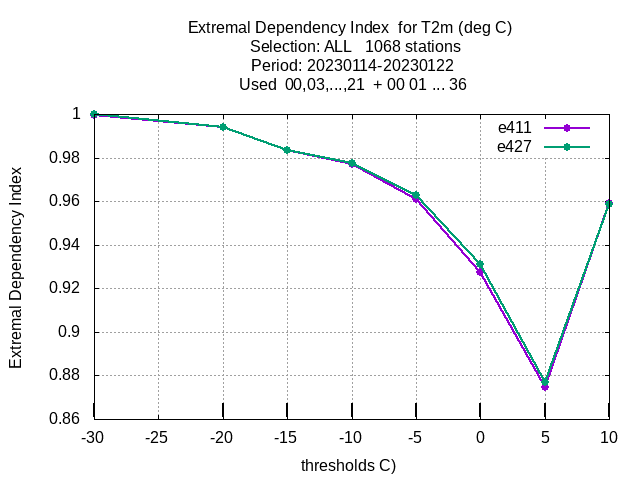 Extremal Dependency Index  for T2m (deg C)
Selection: ALL   1068 stations
Period: 20230114-20230122
Used  00,03,...,21  + 00 01 ... 36
e411
e427
Extremal Dependency Index
1
0.98
0.96
0.94
0.92
0.9
0.88
0.86
-30 -25 -20 -15 -10 -5 0 5 10
thresholds C)